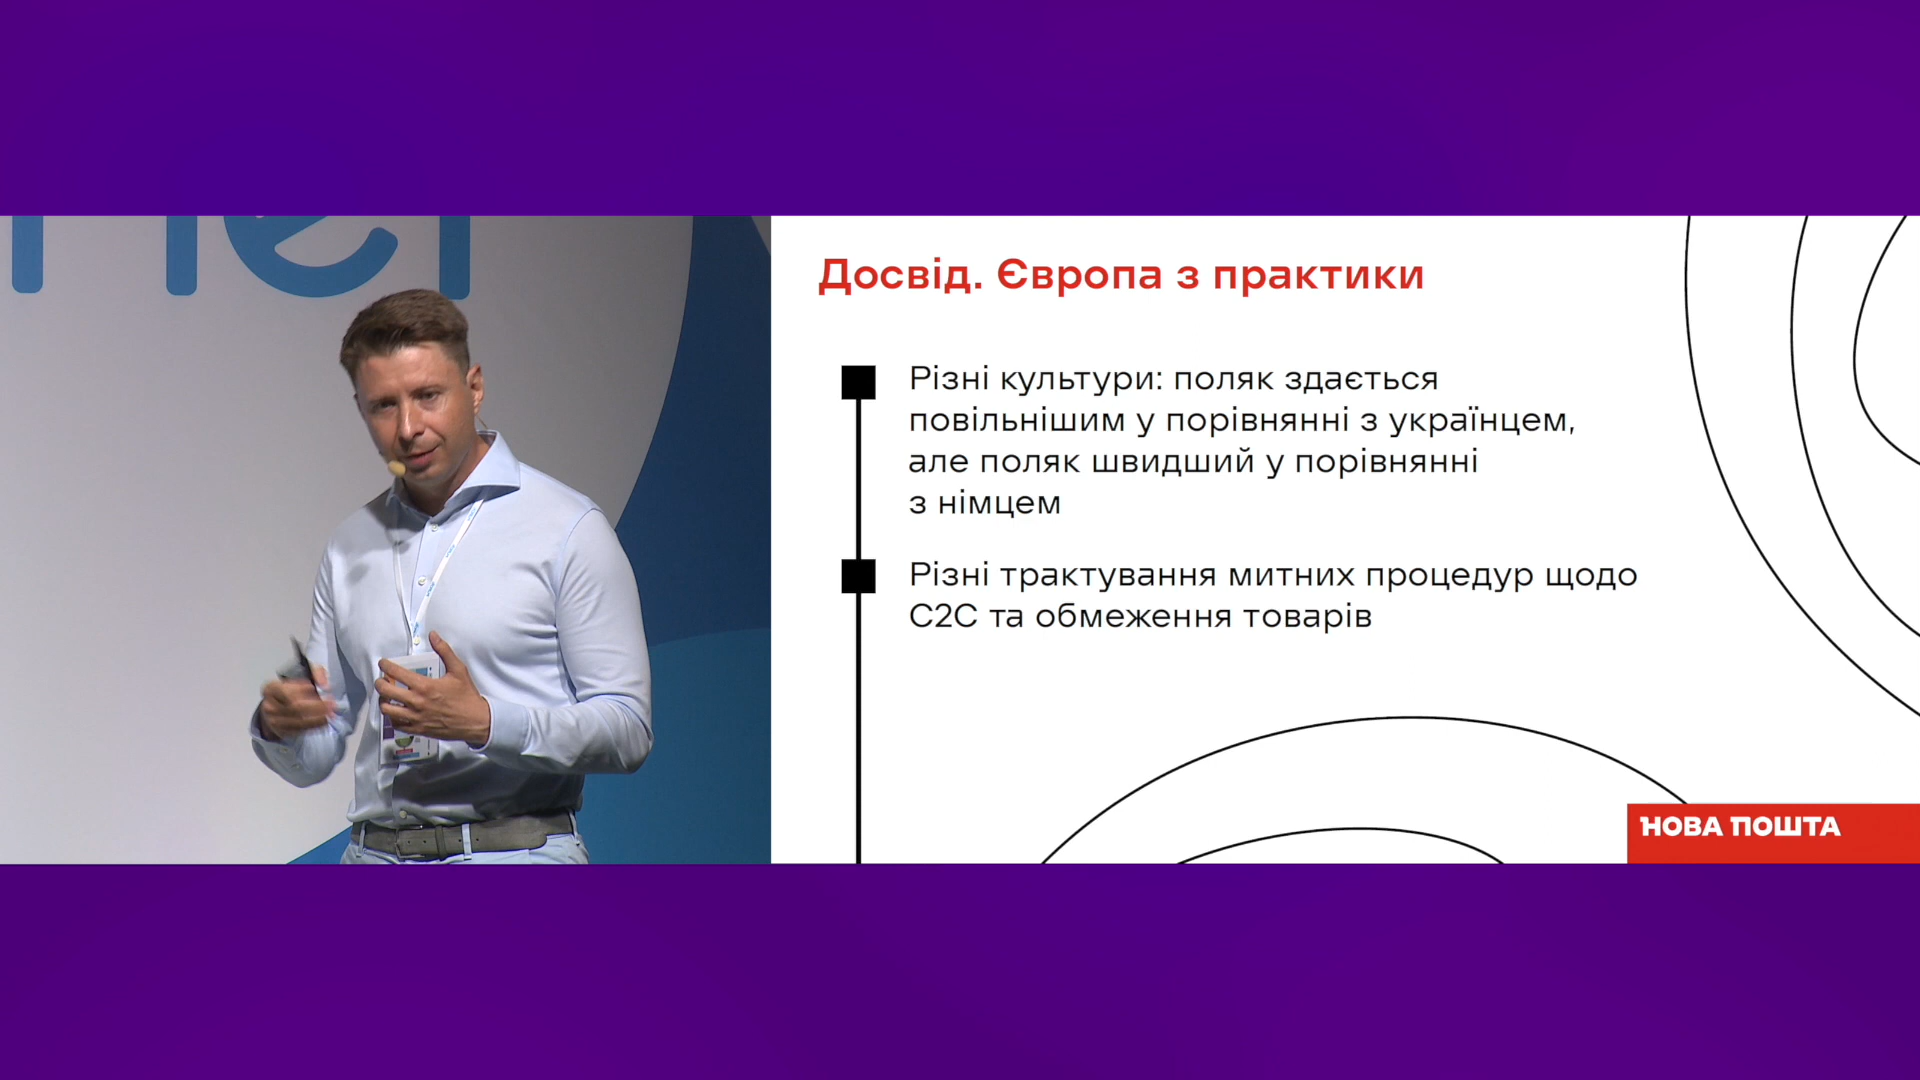 Досвід. Європа з практики
Різні культури: поляк здається
повільнішим у порівнянні з українцем,
але поляк швидший у порівнянні
з німцем
Різні трактування митних процедур щодо
С2С та обмеження товарів
НОВА ПОШТА